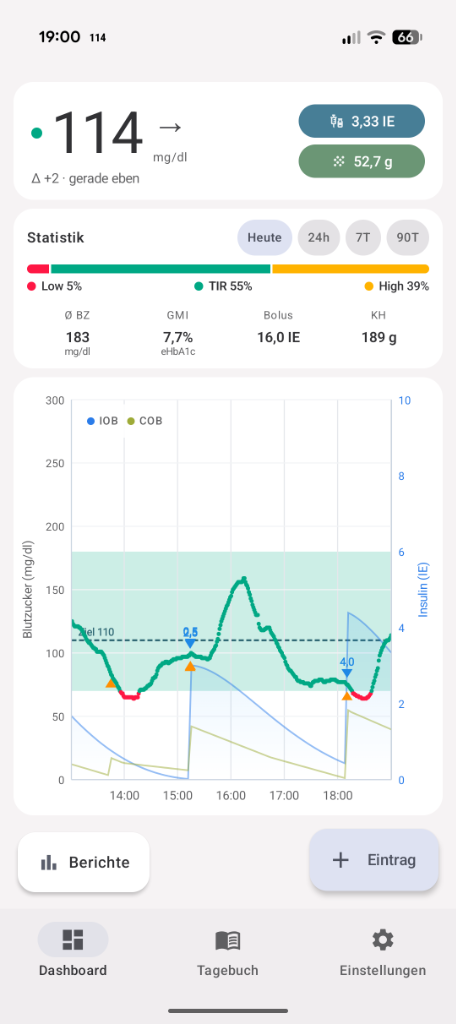 19:00 114
66
114 →
mg/dl
Δ +2 · gerade eben
3,33 IE
52,7 g
Statistik
Heute 24h 7T 90T
Low 5% TIR 55% High 39%
Ø BZ GMI Bolus KH
183 7,7% 16,0 IE 189 g
mg/dl eHbA1c
IOB COB
Blutzucker (mg/dl)
300
250
200
150
100
50
0
Ziel 110
4,0
Insulin (IE)
10
8
6
4
2
0
14:00 15:00 16:00 17:00 18:00
Berichte
+ Eintrag
Dashboard Tagebuch Einstellungen